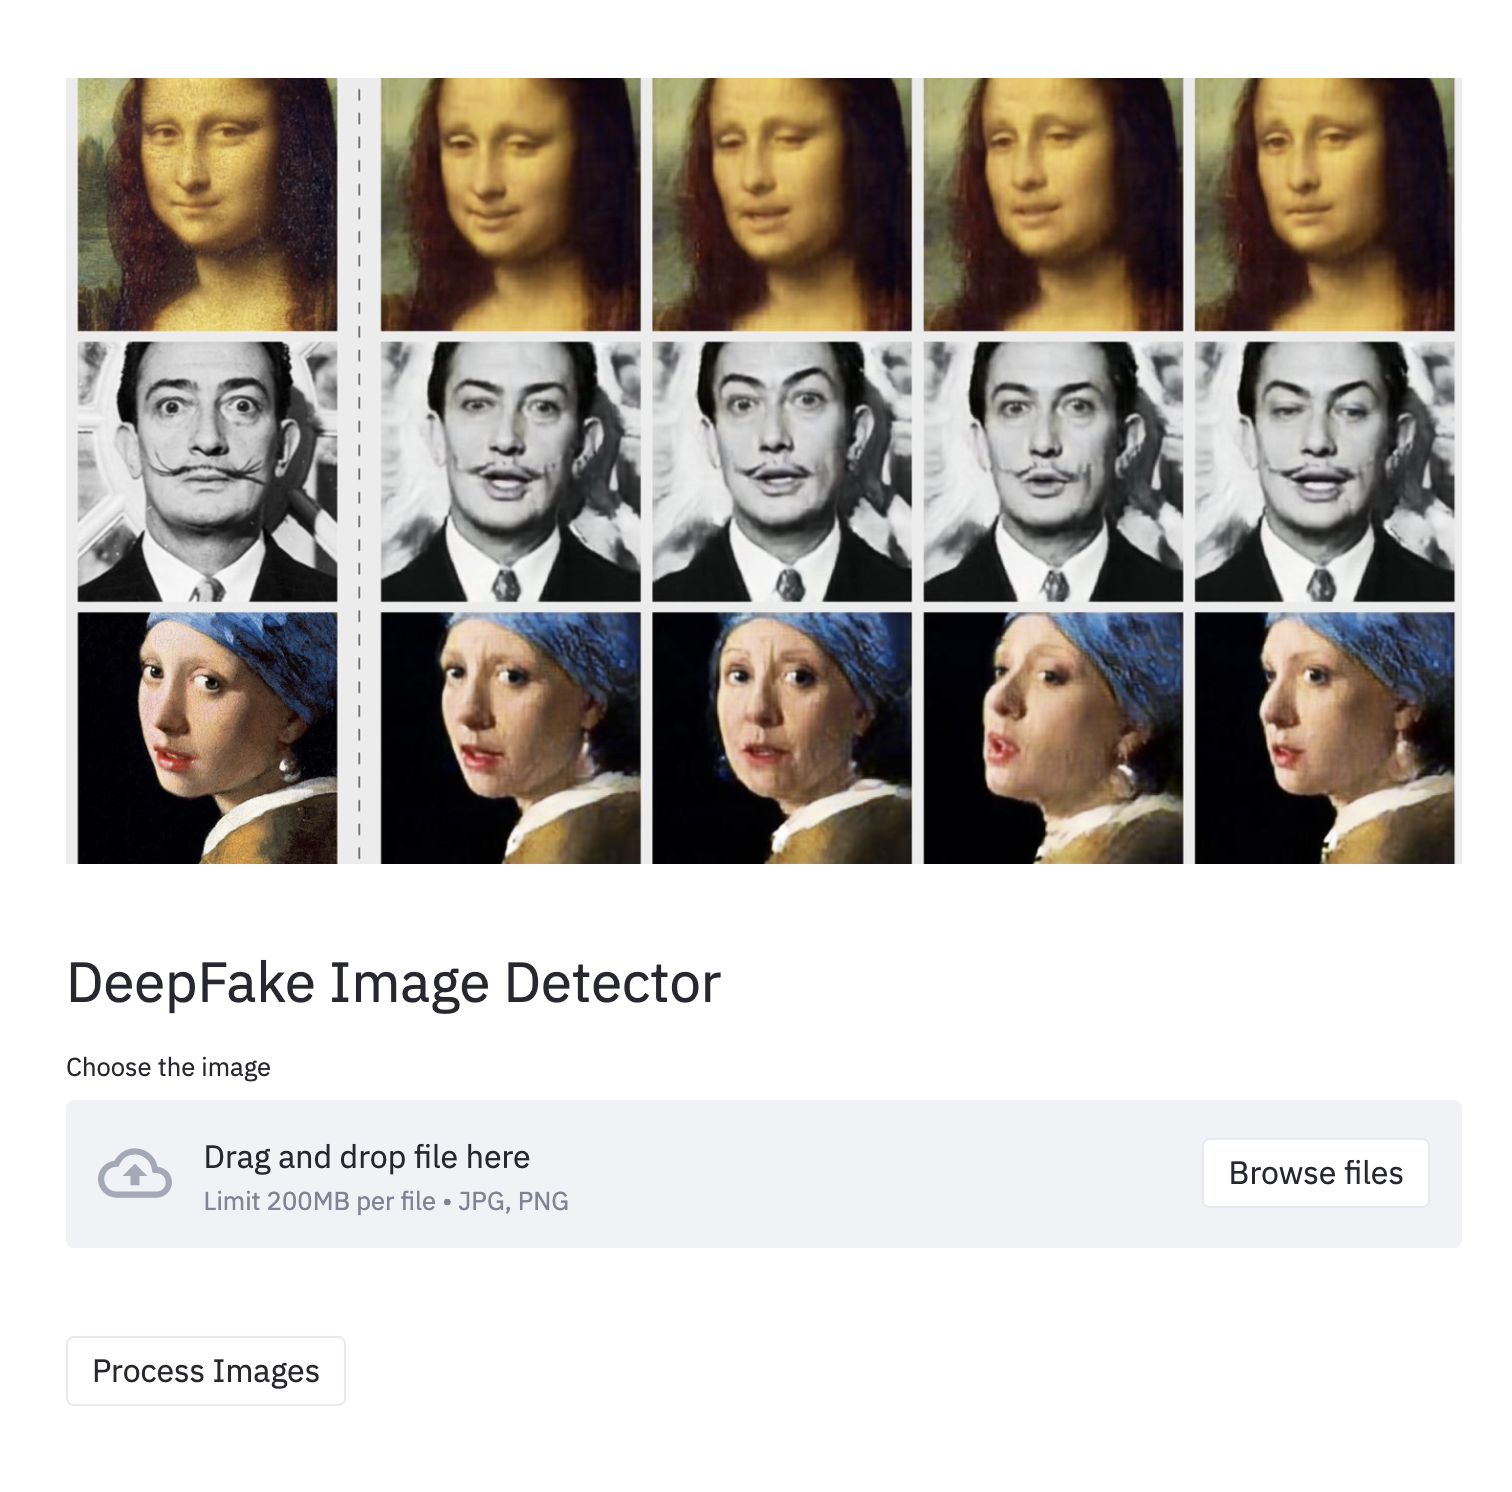 DeepFake Image Detector
Choose the image
Drag and drop file here
Limit 200MB per file • JPG, PNG
Browse files
Process Images